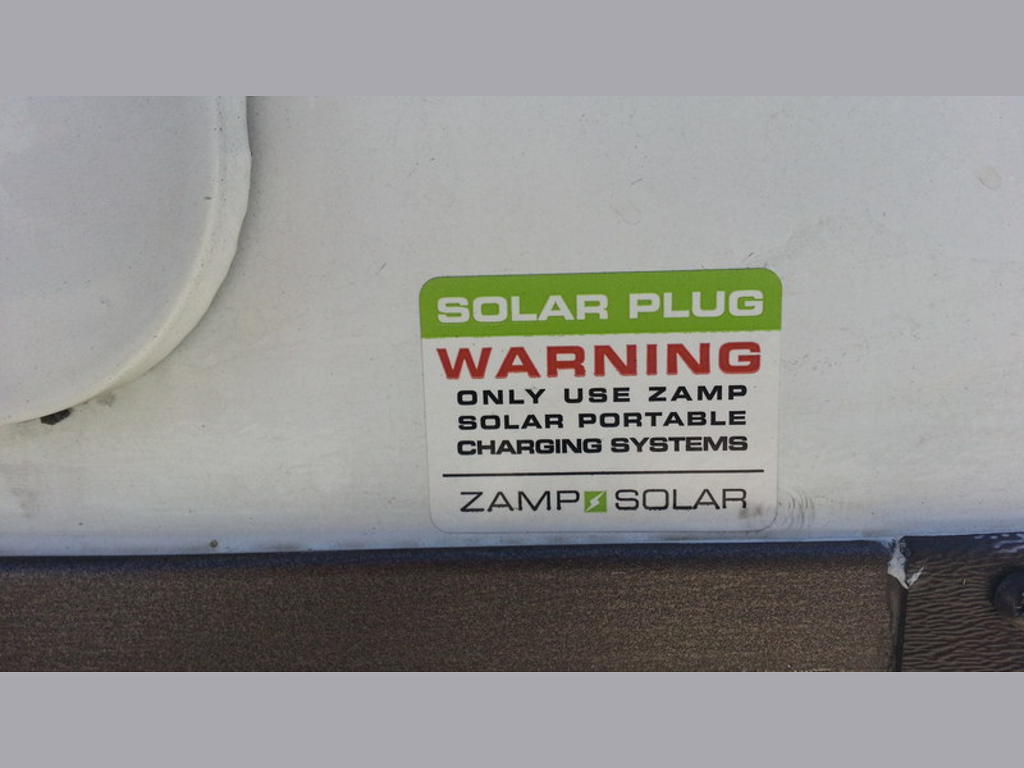 SOLAR PLUG
WARNING
ONLY USE ZAMP
SOLAR PORTABLE
CHARGING SYSTEMS
ZAMP SOLAR